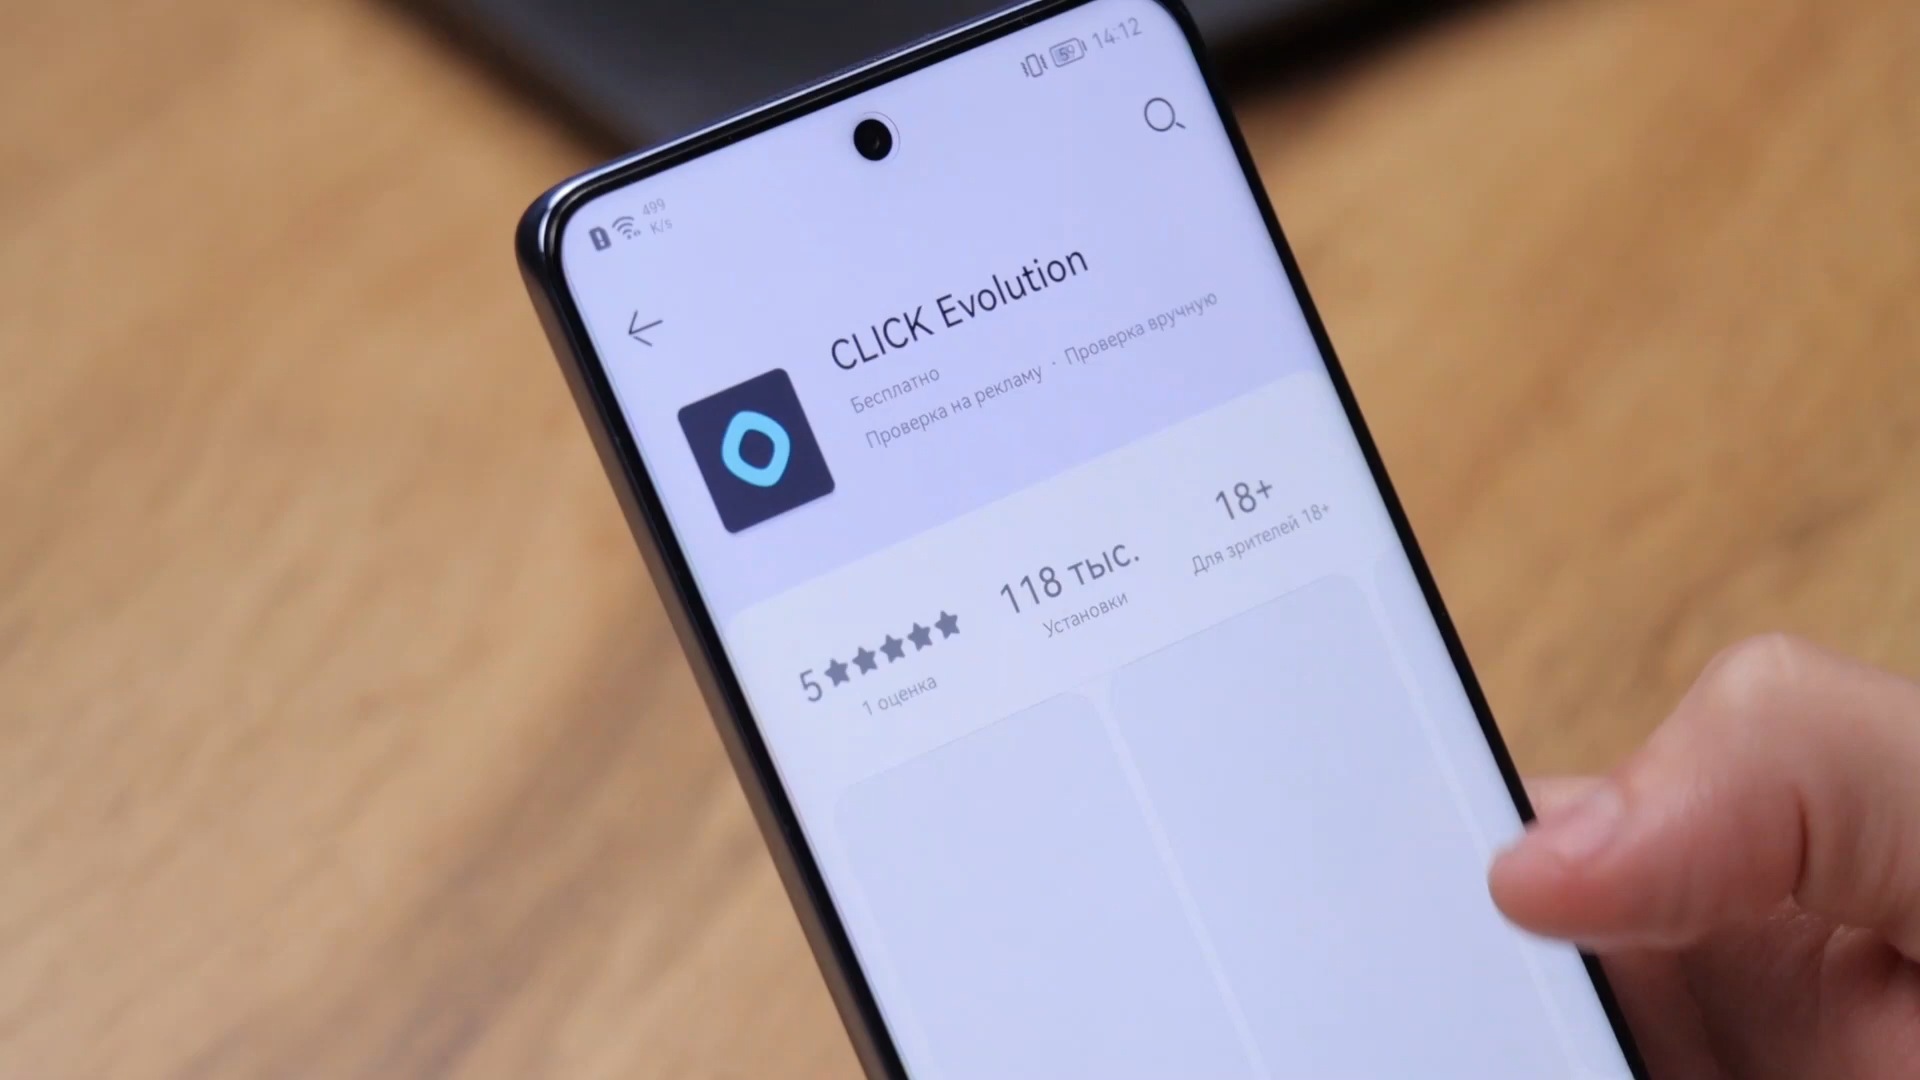 499
K/s
59 14:12
CLICK Evolution
Бесплатно
Проверка на рекламу · Проверка вручную
5
1 оценка
118 тыс.
Установки
18+
Для зрителей 18+